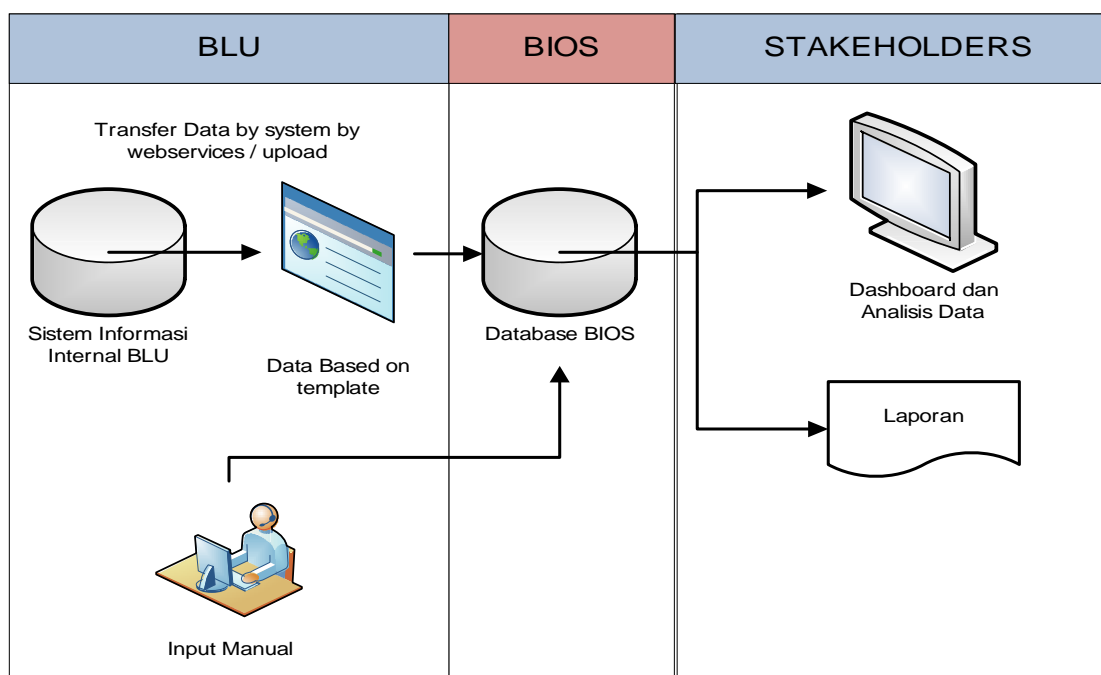 BLU
BIOS
STAKEHOLDERS
Transfer Data by system by
webservices / upload
Sistem Informasi
Internal BLU
Data Based on
template
Database BIOS
Dashboard dan
Analisis Data
Laporan
Input Manual